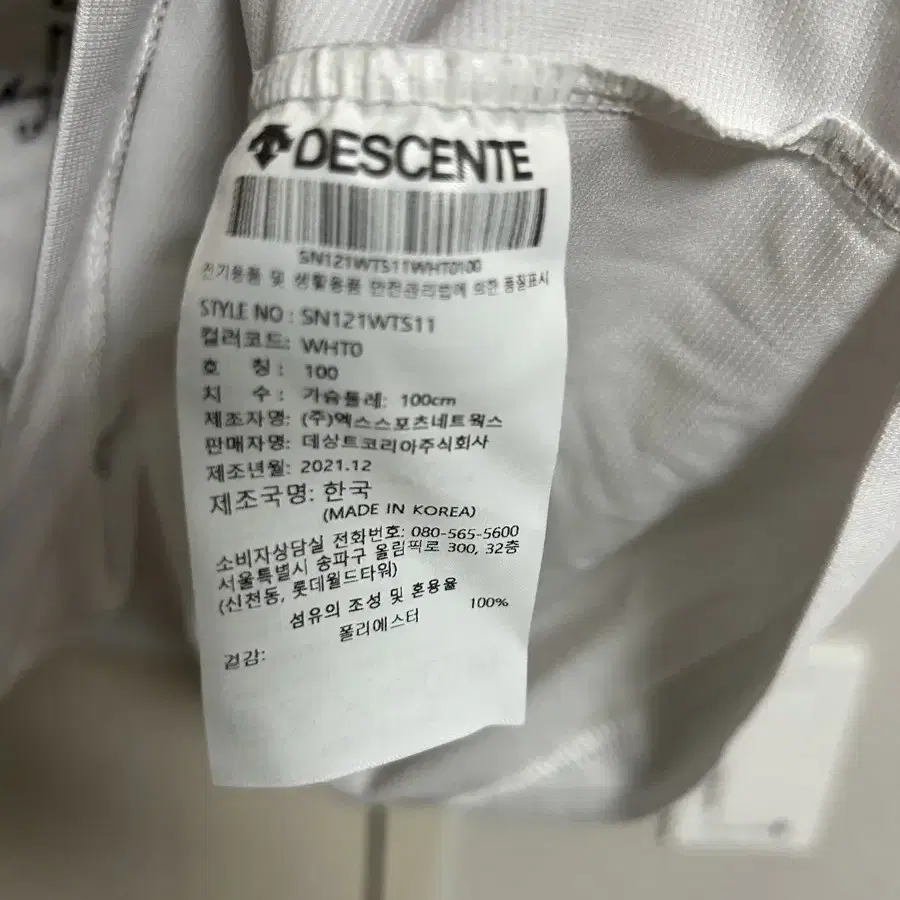 DESCENTE
SN121WTS11WHT0100
전기용품 및 생활용품 안전관리법에 의한 품질표시
STYLE NO : SN121WTS11
컬러코드: WHT0
호 칭 : 100
치 수 : 가슴둘레: 100cm
제조자명: (주)엑스스포츠네트웍스
판매자명: 데상트코리아주식회사
제조년월: 2021.12
제조국명: 한국
(MADE IN KOREA)
소비자상담실 전화번호: 080-565-5600
서울특별시 송파구 올림픽로 300, 32층
(신천동, 롯데월드타워)
섬유의 조성 및 혼용율
폴리에스터 100%
겉감: